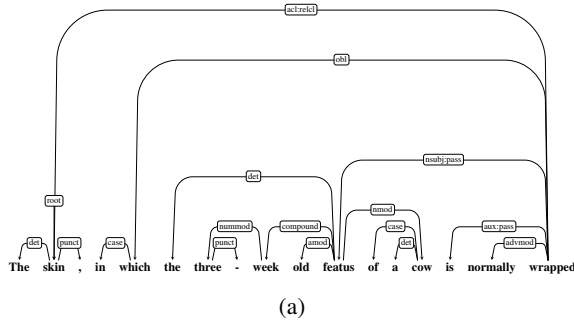 acl:relcl
obl
nsubj:pass
det
root
nmod
nummod compound case aux:pass
det punct case punct amod det advmod
The skin , in which the three - week old featus of a cow is normally wrapped
(a)